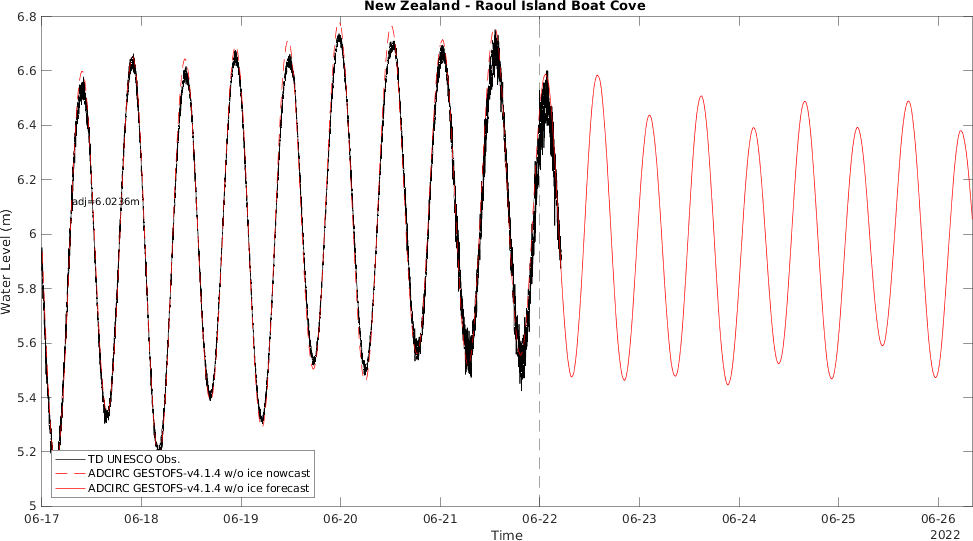 New Zealand - Raoul Island Boat Cove
6.8
6.6
6.4
6.2
6
5.8
5.6
5.4
5.2
5
Water Level (m)
adj=6.0236m
TD UNESCO Obs.
ADCIRC GESTOFS-v4.1.4 w/o ice nowcast
ADCIRC GESTOFS-v4.1.4 w/o ice forecast
06-17 06-18 06-19 06-20 06-21 06-22 06-23 06-24 06-25 06-26
Time
2022